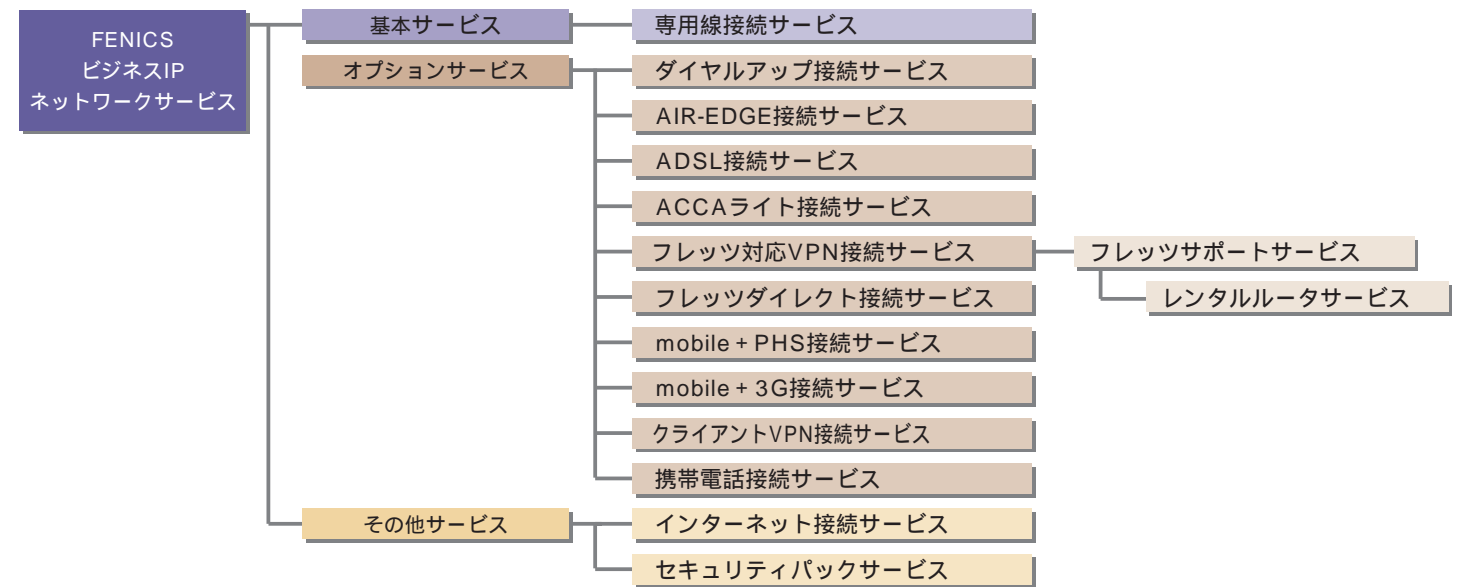 FENICS
ビジネスIP
ネットワークサービス
基本サービス
専用線接続サービス
オプションサービス
ダイヤルアップ接続サービス
AIR-EDGE接続サービス
ADSL接続サービス
ACCAライト接続サービス
フレッツ対応VPN接続サービス
フレッツサポートサービス
レンタルルータサービス
フレッツダイレクト接続サービス
mobile + PHS接続サービス
mobile + 3G接続サービス
クライアントVPN接続サービス
携帯電話接続サービス
その他サービス
インターネット接続サービス
セキュリティパックサービス